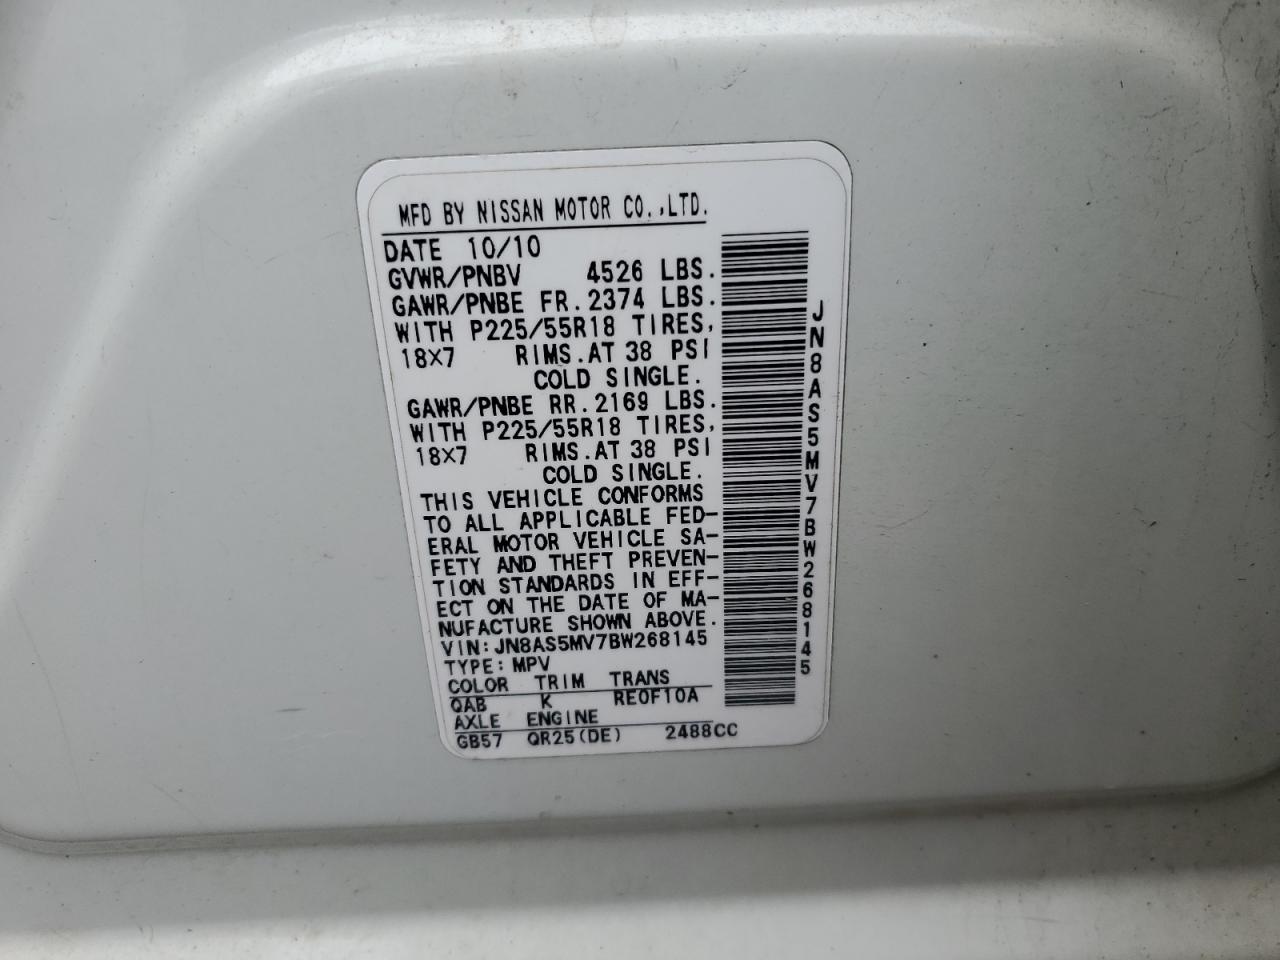 MFD BY NISSAN MOTOR CO.,LTD.
DATE 10/10
GVWR/PNBV 4526 LBS.
GAWR/PNBE FR.2374 LBS.
WITH P225/55R18 TIRES,
18X7 RIMS.AT 38 PSI
COLD SINGLE.
GAWR/PNBE RR.2169 LBS.
WITH P225/55R18 TIRES,
18X7 RIMS.AT 38 PSI
COLD SINGLE.
THIS VEHICLE CONFORMS
TO ALL APPLICABLE FED-
ERAL MOTOR VEHICLE SA-
FETY AND THEFT PREVEN-
TION STANDARDS IN EFF-
ECT ON THE DATE OF MA-
NUFACTURE SHOWN ABOVE.
VIN:JN8AS5MV7BW268145
TYPE:MPV
COLOR TRIM TRANS
QAB K RE0F10A
AXLE ENGINE
GB57 QR25(DE) 2488CC
JN8AS5MV7BW268145